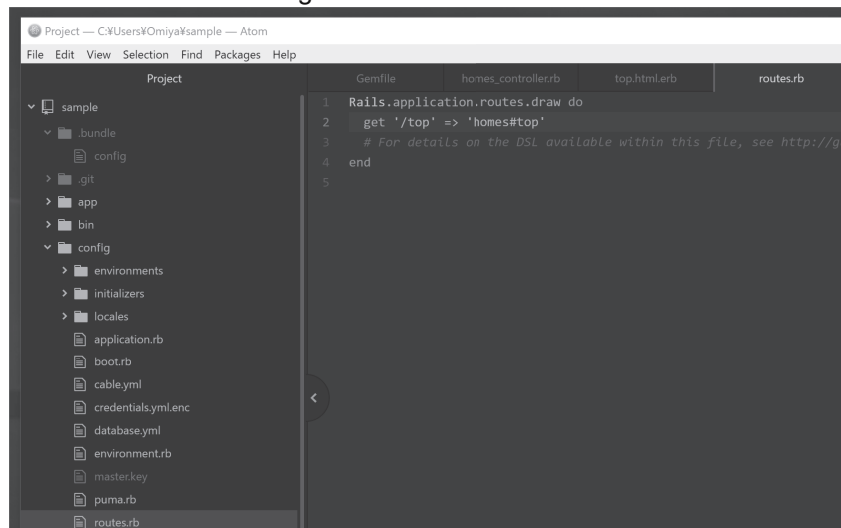 Project — C:¥Users¥Omiya¥sample — Atom
File Edit View Selection Find Packages Help
Project
sample
.bundle
config
.git
app
bin
config
environments
initializers
locales
application.rb
boot.rb
cable.yml
credentials.yml.enc
database.yml
environment.rb
master.key
puma.rb
routes.rb
Gemfile homes_controller.rb top.html.erb routes.rb
1 Rails.application.routes.draw do
2 get '/top' => 'homes#top'
3 # For details on the DSL available within this file, see http://g
4 end
5